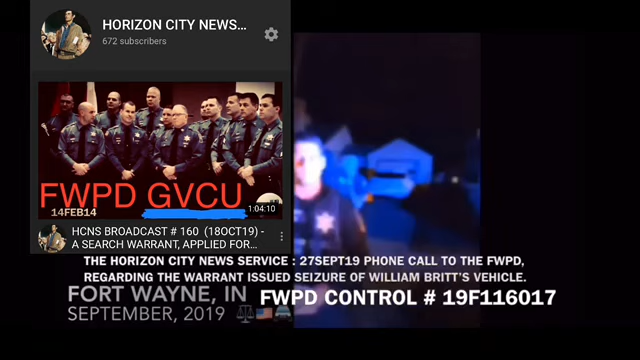 HORIZON CITY NEWS...
672 subscribers
FWPD GVCU
14FEB14
1:04:10
HCNS BROADCAST # 160 (18OCT19) -
A SEARCH WARRANT, APPLIED FOR...
THE HORIZON CITY NEWS SERVICE : 27SEPT19 PHONE CALL TO THE FWPD,
REGARDING THE WARRANT ISSUED SEIZURE OF WILLIAM BRITT'S VEHICLE.
FORT WAYNE, IN
FWPD CONTROL # 19F116017
SEPTEMBER, 2019